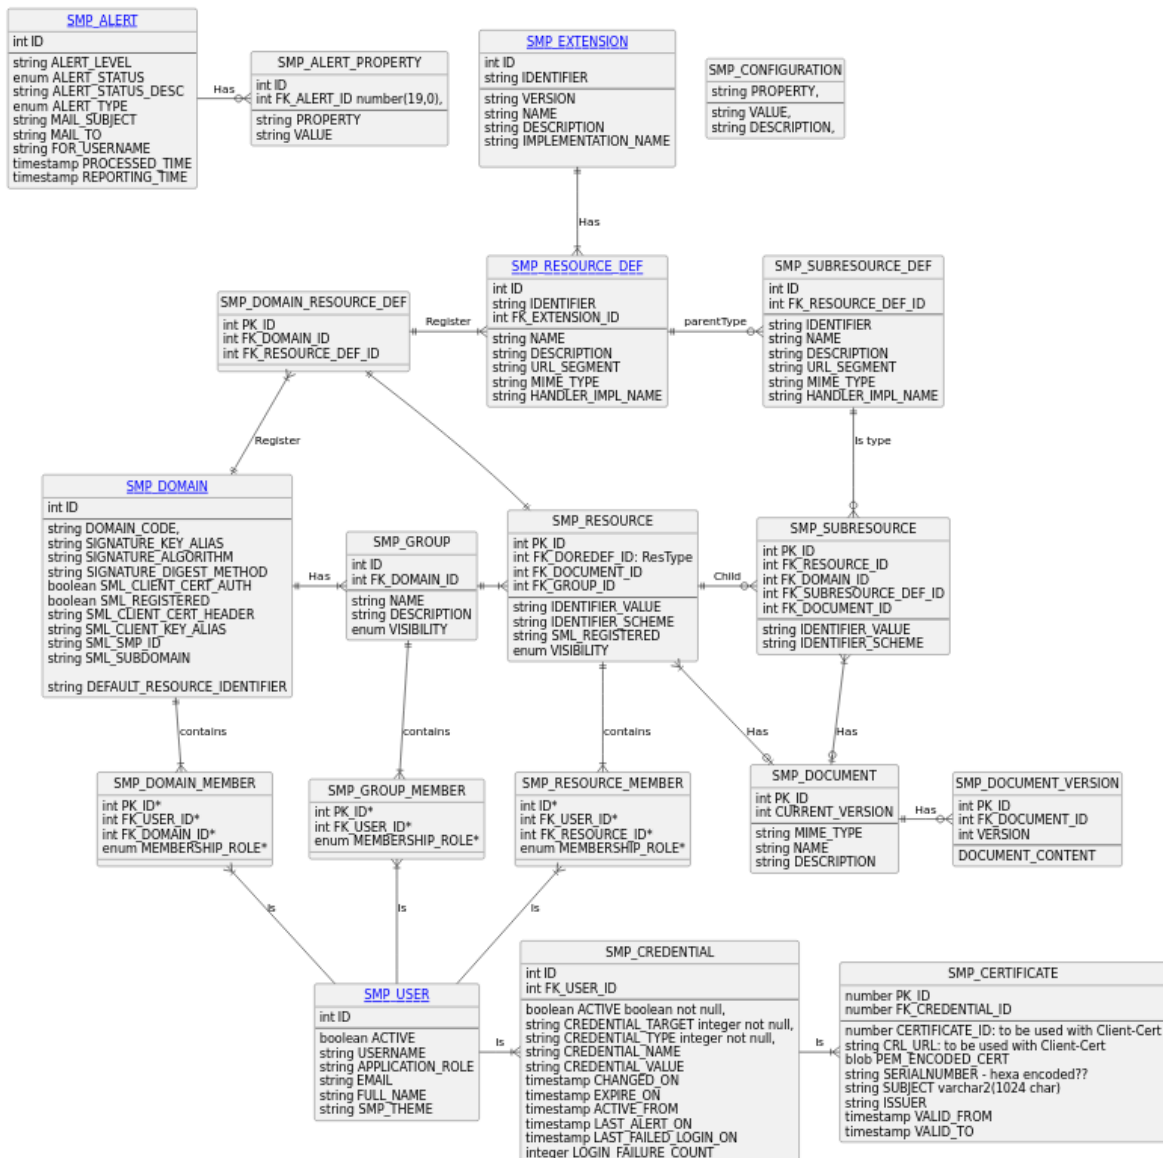 SMP_ALERT
int ID
string ALERT_LEVEL
enum ALERT_STATUS
string ALERT_STATUS_DESC
enum ALERT_TYPE
string MAIL_SUBJECT
string MAIL_TO
string FOR_USERNAME
timestamp PROCESSED_TIME
timestamp REPORTING_TIME
Has
SMP_ALERT_PROPERTY
int ID
int FK_ALERT_ID number(19,0),
string PROPERTY
string VALUE
SMP_EXTENSION
int ID
string IDENTIFIER
string VERSION
string NAME
string DESCRIPTION
string IMPLEMENTATION_NAME
SMP_CONFIGURATION
string PROPERTY,
string VALUE,
string DESCRIPTION,
Has
SMP_DOMAIN_RESOURCE_DEF
int PK_ID
int FK_DOMAIN_ID
int FK_RESOURCE_DEF_ID
Register
SMP_RESOURCE_DEF
int ID
string IDENTIFIER
int FK_EXTENSION_ID
string NAME
string DESCRIPTION
string URL_SEGMENT
string MIME_TYPE
string HANDLER_IMPL_NAME
parentType
SMP_SUBRESOURCE_DEF
int ID
int FK_RESOURCE_DEF_ID
string IDENTIFIER
string NAME
string DESCRIPTION
string URL_SEGMENT
string MIME_TYPE
string HANDLER_IMPL_NAME
Register
Is type
SMP_DOMAIN
int ID
string DOMAIN_CODE,
string SIGNATURE_KEY_ALIAS
string SIGNATURE_ALGORITHM
string SIGNATURE_DIGEST_METHOD
boolean SML_CLIENT_CERT_AUTH
boolean SML_REGISTERED
string SML_CLIENT_CERT_HEADER
string SML_CLIENT_KEY_ALIAS
string SML_SMP_ID
string SML_SUBDOMAIN
string DEFAULT_RESOURCE_IDENTIFIER
Has
SMP_GROUP
int ID
int FK_DOMAIN_ID
string NAME
string DESCRIPTION
enum VISIBILITY
SMP_RESOURCE
int PK_ID
int FK_DOREDEF_ID: ResType
int FK_DOCUMENT_ID
int FK_GROUP_ID
string IDENTIFIER_VALUE
string IDENTIFIER_SCHEME
string SML_REGISTERED
enum VISIBILITY
Child
SMP_SUBRESOURCE
int PK_ID
int FK_RESOURCE_ID
int FK_DOMAIN_ID
int FK_SUBRESOURCE_DEF_ID
int FK_DOCUMENT_ID
string IDENTIFIER_VALUE
string IDENTIFIER_SCHEME
contains
contains
contains
Has
Has
SMP_DOMAIN_MEMBER
int PK_ID*
int FK_USER_ID*
int FK_DOMAIN_ID*
enum MEMBERSHIP_ROLE*
SMP_GROUP_MEMBER
int PK_ID*
int FK_USER_ID*
enum MEMBERSHIP_ROLE*
SMP_RESOURCE_MEMBER
int ID*
int FK_USER_ID*
int FK_RESOURCE_ID*
enum MEMBERSHIP_ROLE*
SMP_DOCUMENT
int PK_ID
int CURRENT_VERSION
string MIME_TYPE
string NAME
string DESCRIPTION
Has
SMP_DOCUMENT_VERSION
int PK_ID
int FK_DOCUMENT_ID
int VERSION
DOCUMENT_CONTENT
Is
Is
Is
SMP_USER
int ID
boolean ACTIVE
string USERNAME
string APPLICATION_ROLE
string EMAIL
string FULL_NAME
string SMP_THEME
Is
SMP_CREDENTIAL
int ID
int FK_USER_ID
boolean ACTIVE boolean not null,
string CREDENTIAL_TARGET integer not null,
string CREDENTIAL_TYPE integer not null,
string CREDENTIAL_NAME
string CREDENTIAL_VALUE
timestamp CHANGED_ON
timestamp EXPIRE_ON
timestamp ACTIVE_FROM
timestamp LAST_ALERT_ON
timestamp LAST_FAILED_LOGIN_ON
integer LOGIN_FAILURE_COUNT
Is
SMP_CERTIFICATE
number PK_ID
number FK_CREDENTIAL_ID
number CERTIFICATE_ID: to be used with Client-Cert
string CRL_URL: to be used with Client-Cert
blob PEM_ENCODED_CERT
string SERIALNUMBER - hexa encoded??
string SUBJECT varchar2(1024 char)
string ISSUER
timestamp VALID_FROM
timestamp VALID_TO